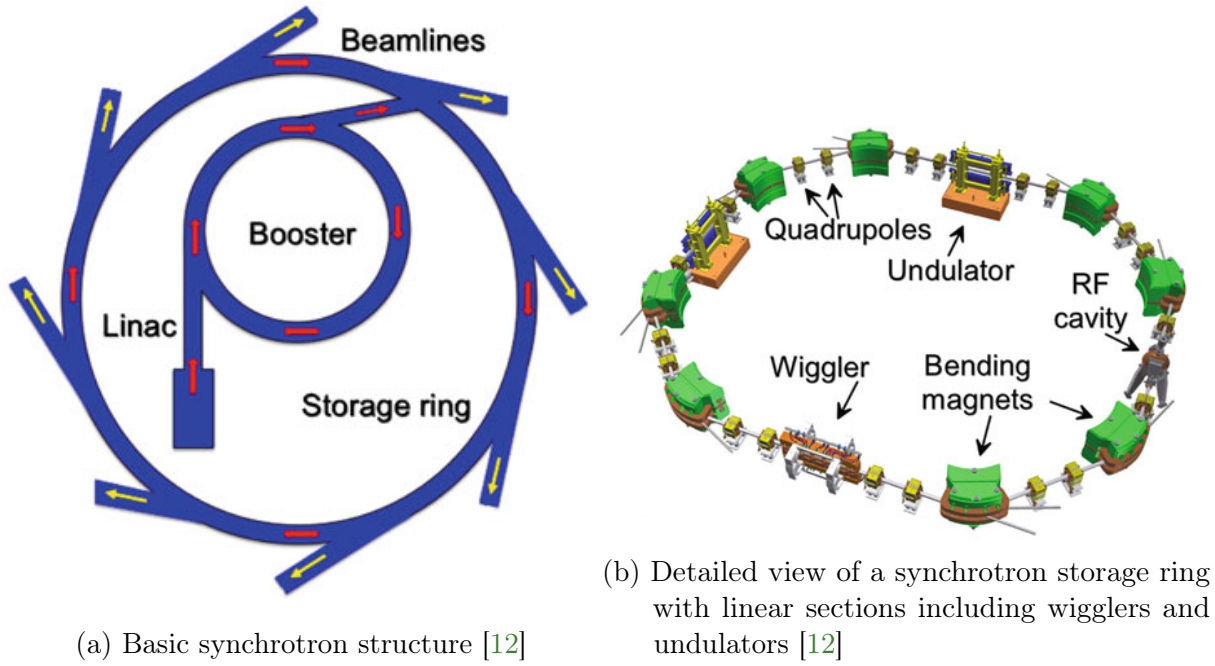 Beamlines
Booster
Linac
Storage ring
(a) Basic synchrotron structure [12]
Quadrupoles
Undulator
RF
cavity
Wiggler
Bending
magnets
(b) Detailed view of a synchrotron storage ring
with linear sections including wigglers and
undulators [12]